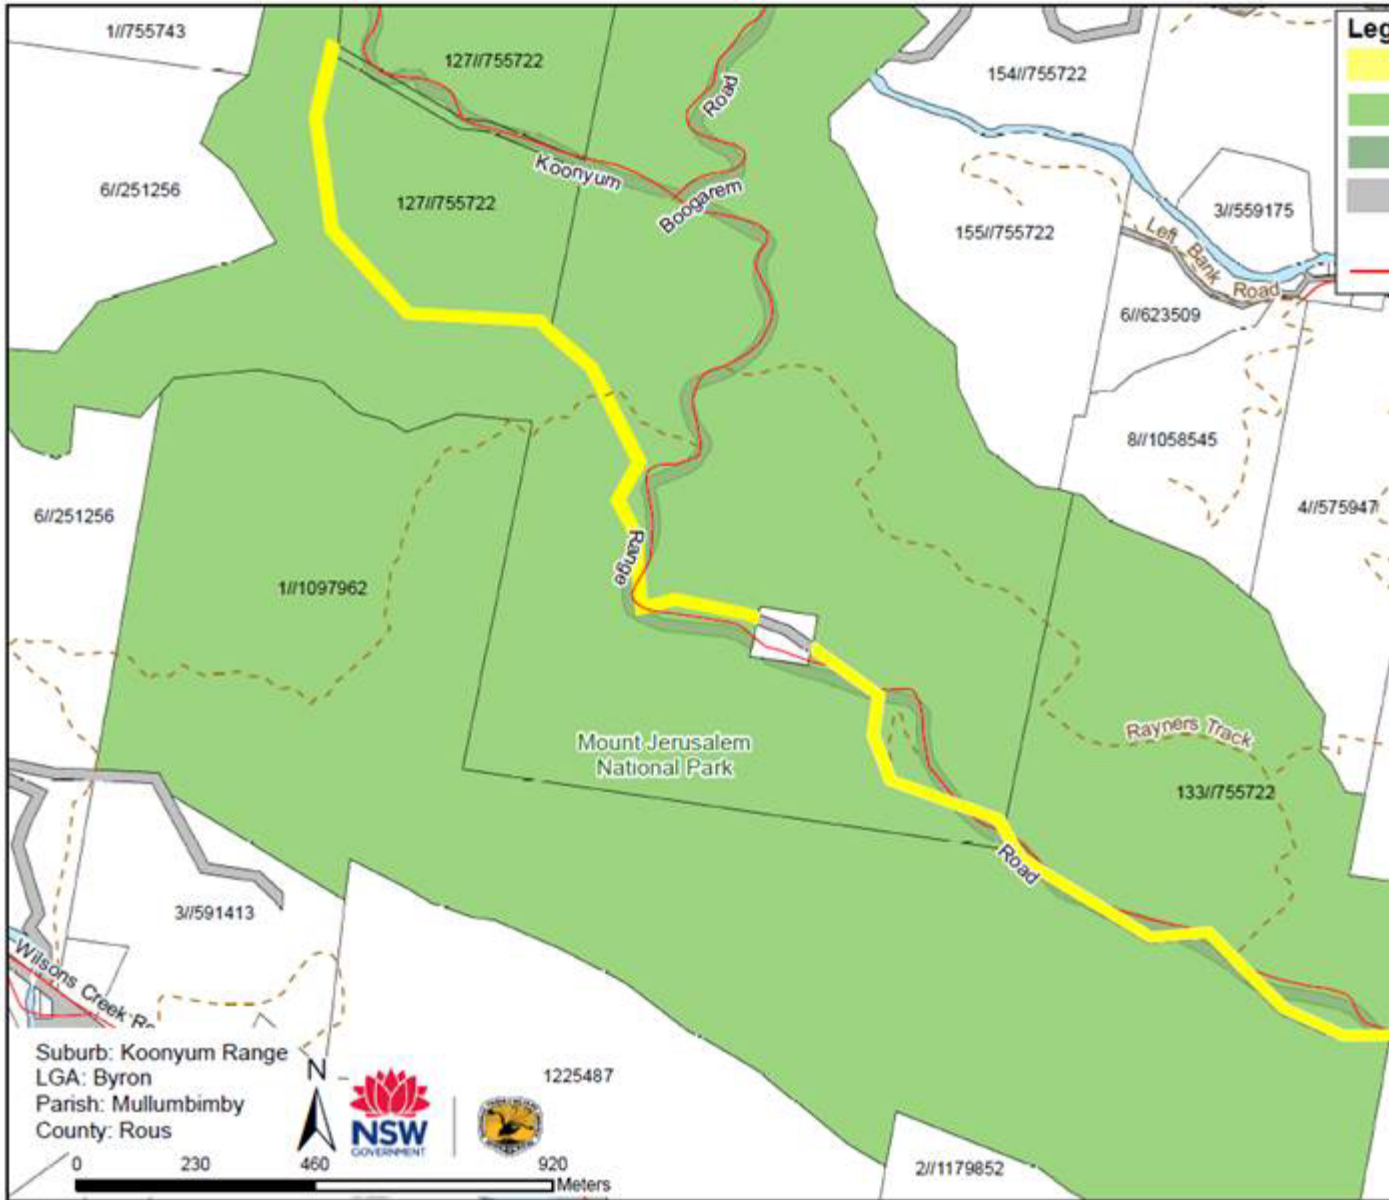 1//755743
127//755722
Road
154//755722
Leg
Koonyum
6//251256
127//755722
Boogarem
155//755722
3//559175
Left Bank Road
6//623509
8//1058545
6//251256
4//575947
Range
1//1097962
Mount Jerusalem
National Park
Rayners Track
133//755722
Road
3//591413
Wilsons Creek Ro
Suburb: Koonyum Range
LGA: Byron
Parish: Mullumbimby
County: Rous
N
NSW
GOVERNMENT
1225487
2//1179852
0 230 460 920
Meters